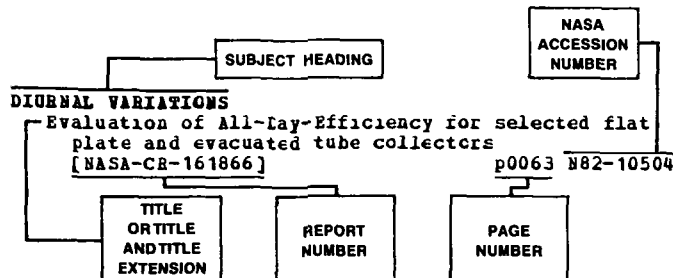 NASA
ACCESSION
NUMBER
SUBJECT HEADING
DIURNAL VARIATIONS
Evaluation of All-Day-Efficiency for selected flat
plate and evacuated tube collectors
[NASA-CR-161866] p0063 N82-10504
TITLE
OR TITLE
AND TITLE
EXTENSION
REPORT
NUMBER
PAGE
NUMBER